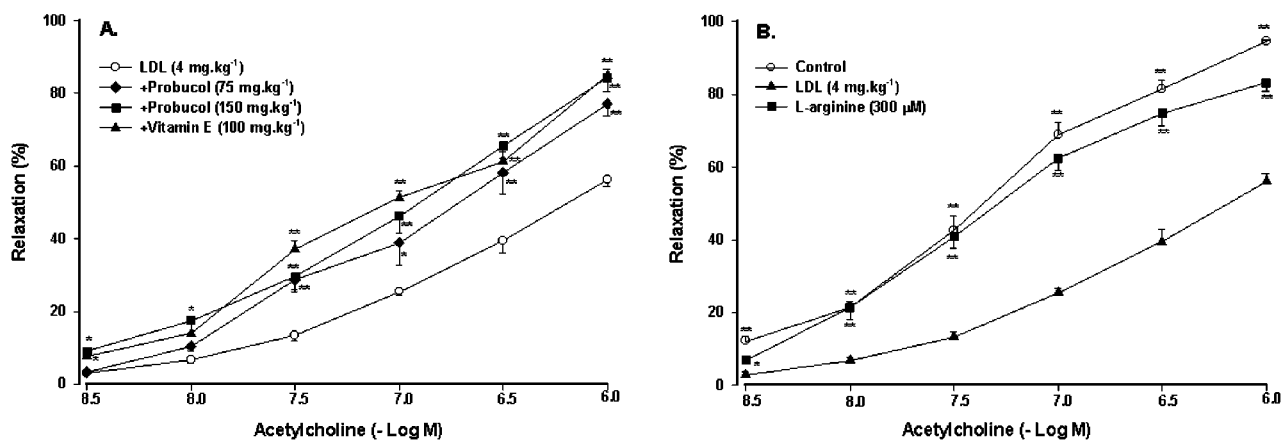 A.
LDL (4 mg.kg⁻¹)
+Probucol (75 mg.kg⁻¹)
+Probucol (150 mg.kg⁻¹)
+Vitamin E (100 mg.kg⁻¹)
Relaxation (%)
100
80
60
40
20
0
8.5 8.0 7.5 7.0 6.5 6.0
Acetylcholine (- Log M)
* * * ** ** ** ** ** * ** ** ** ** ** **
B.
Control
LDL (4 mg.kg⁻¹)
L-arginine (300 µM)
Relaxation (%)
100
80
60
40
20
0
8.5 8.0 7.5 7.0 6.5 6.0
Acetylcholine (- Log M)
** * ** ** ** ** ** ** ** ** ** **